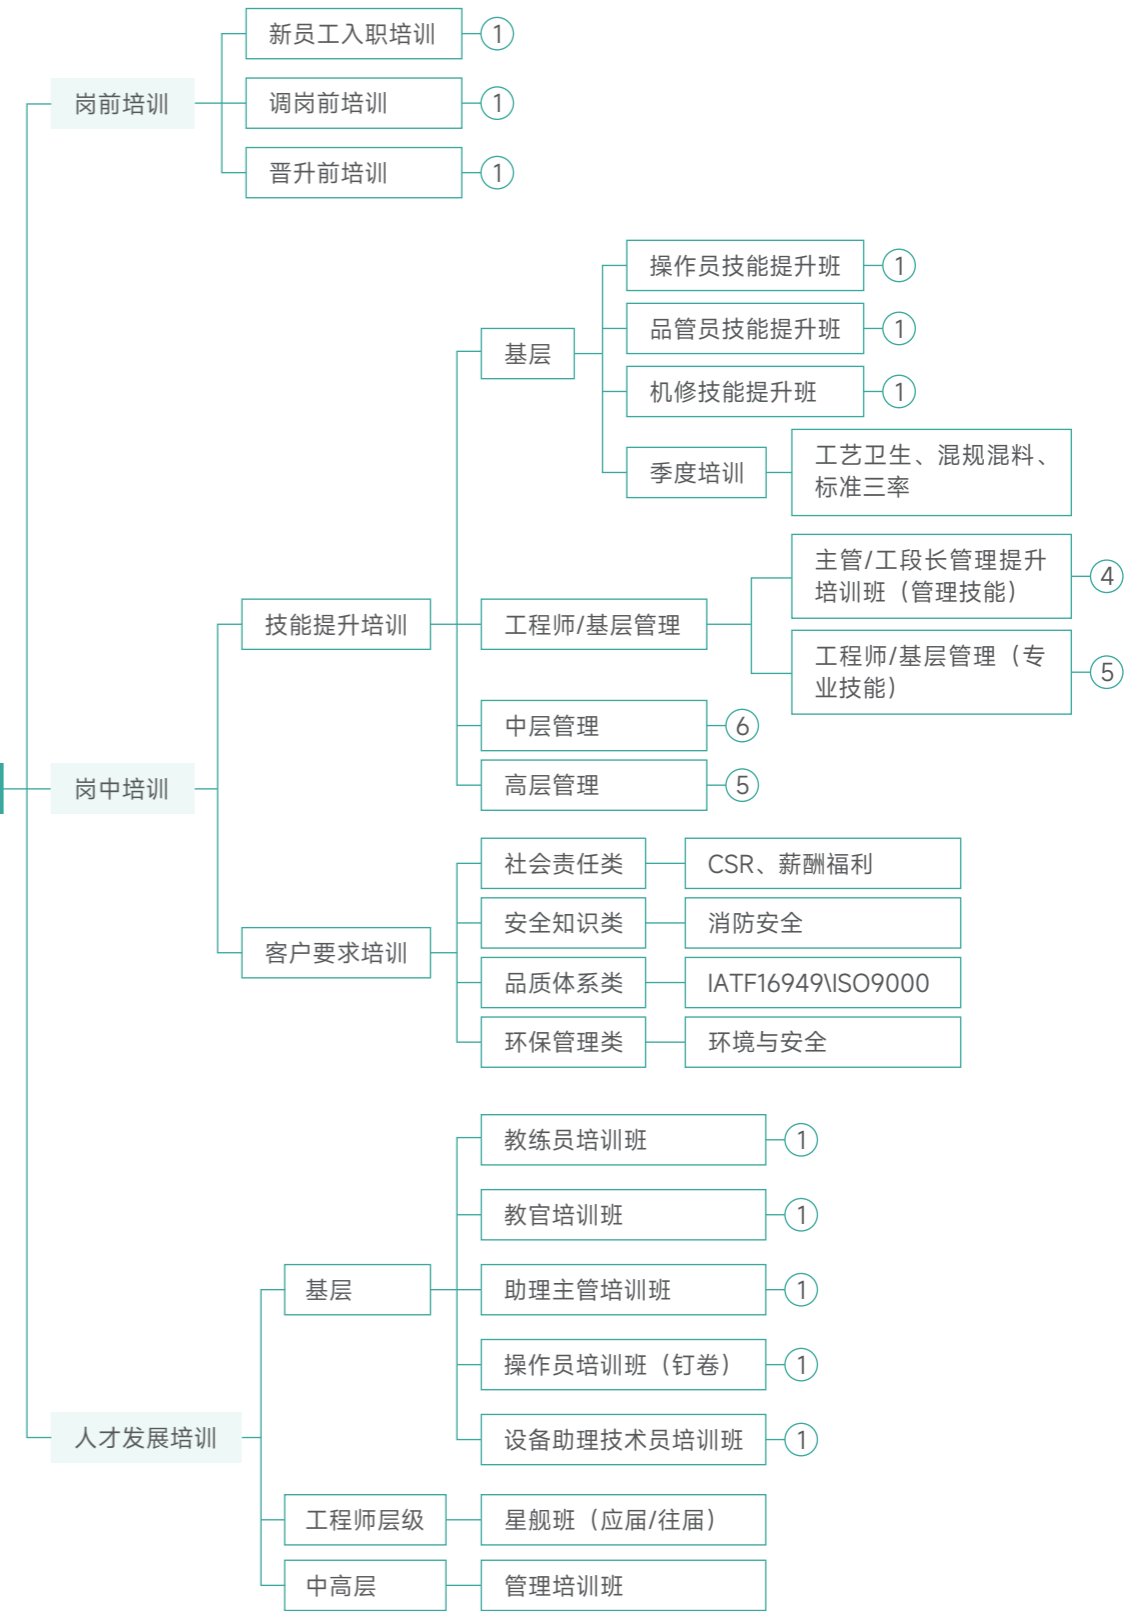 岗前培训
新员工入职培训
①
调岗前培训
①
晋升前培训
①
岗中培训
技能提升培训
基层
操作员技能提升班
①
品管员技能提升班
①
机修技能提升班
①
季度培训
工艺卫生、混规混料、
标准三率
工程师/基层管理
主管/工段长管理提升
培训班（管理技能）
④
工程师/基层管理（专
业技能）
⑤
中层管理
⑥
高层管理
⑤
客户要求培训
社会责任类
CSR、薪酬福利
安全知识类
消防安全
品质体系类
IATF16949\ISO9000
环保管理类
环境与安全
人才发展培训
基层
教练员培训班
①
教官培训班
①
助理主管培训班
①
操作员培训班（钉卷）
①
设备助理技术员培训班
①
工程师层级
星舰班（应届/往届）
中高层
管理培训班